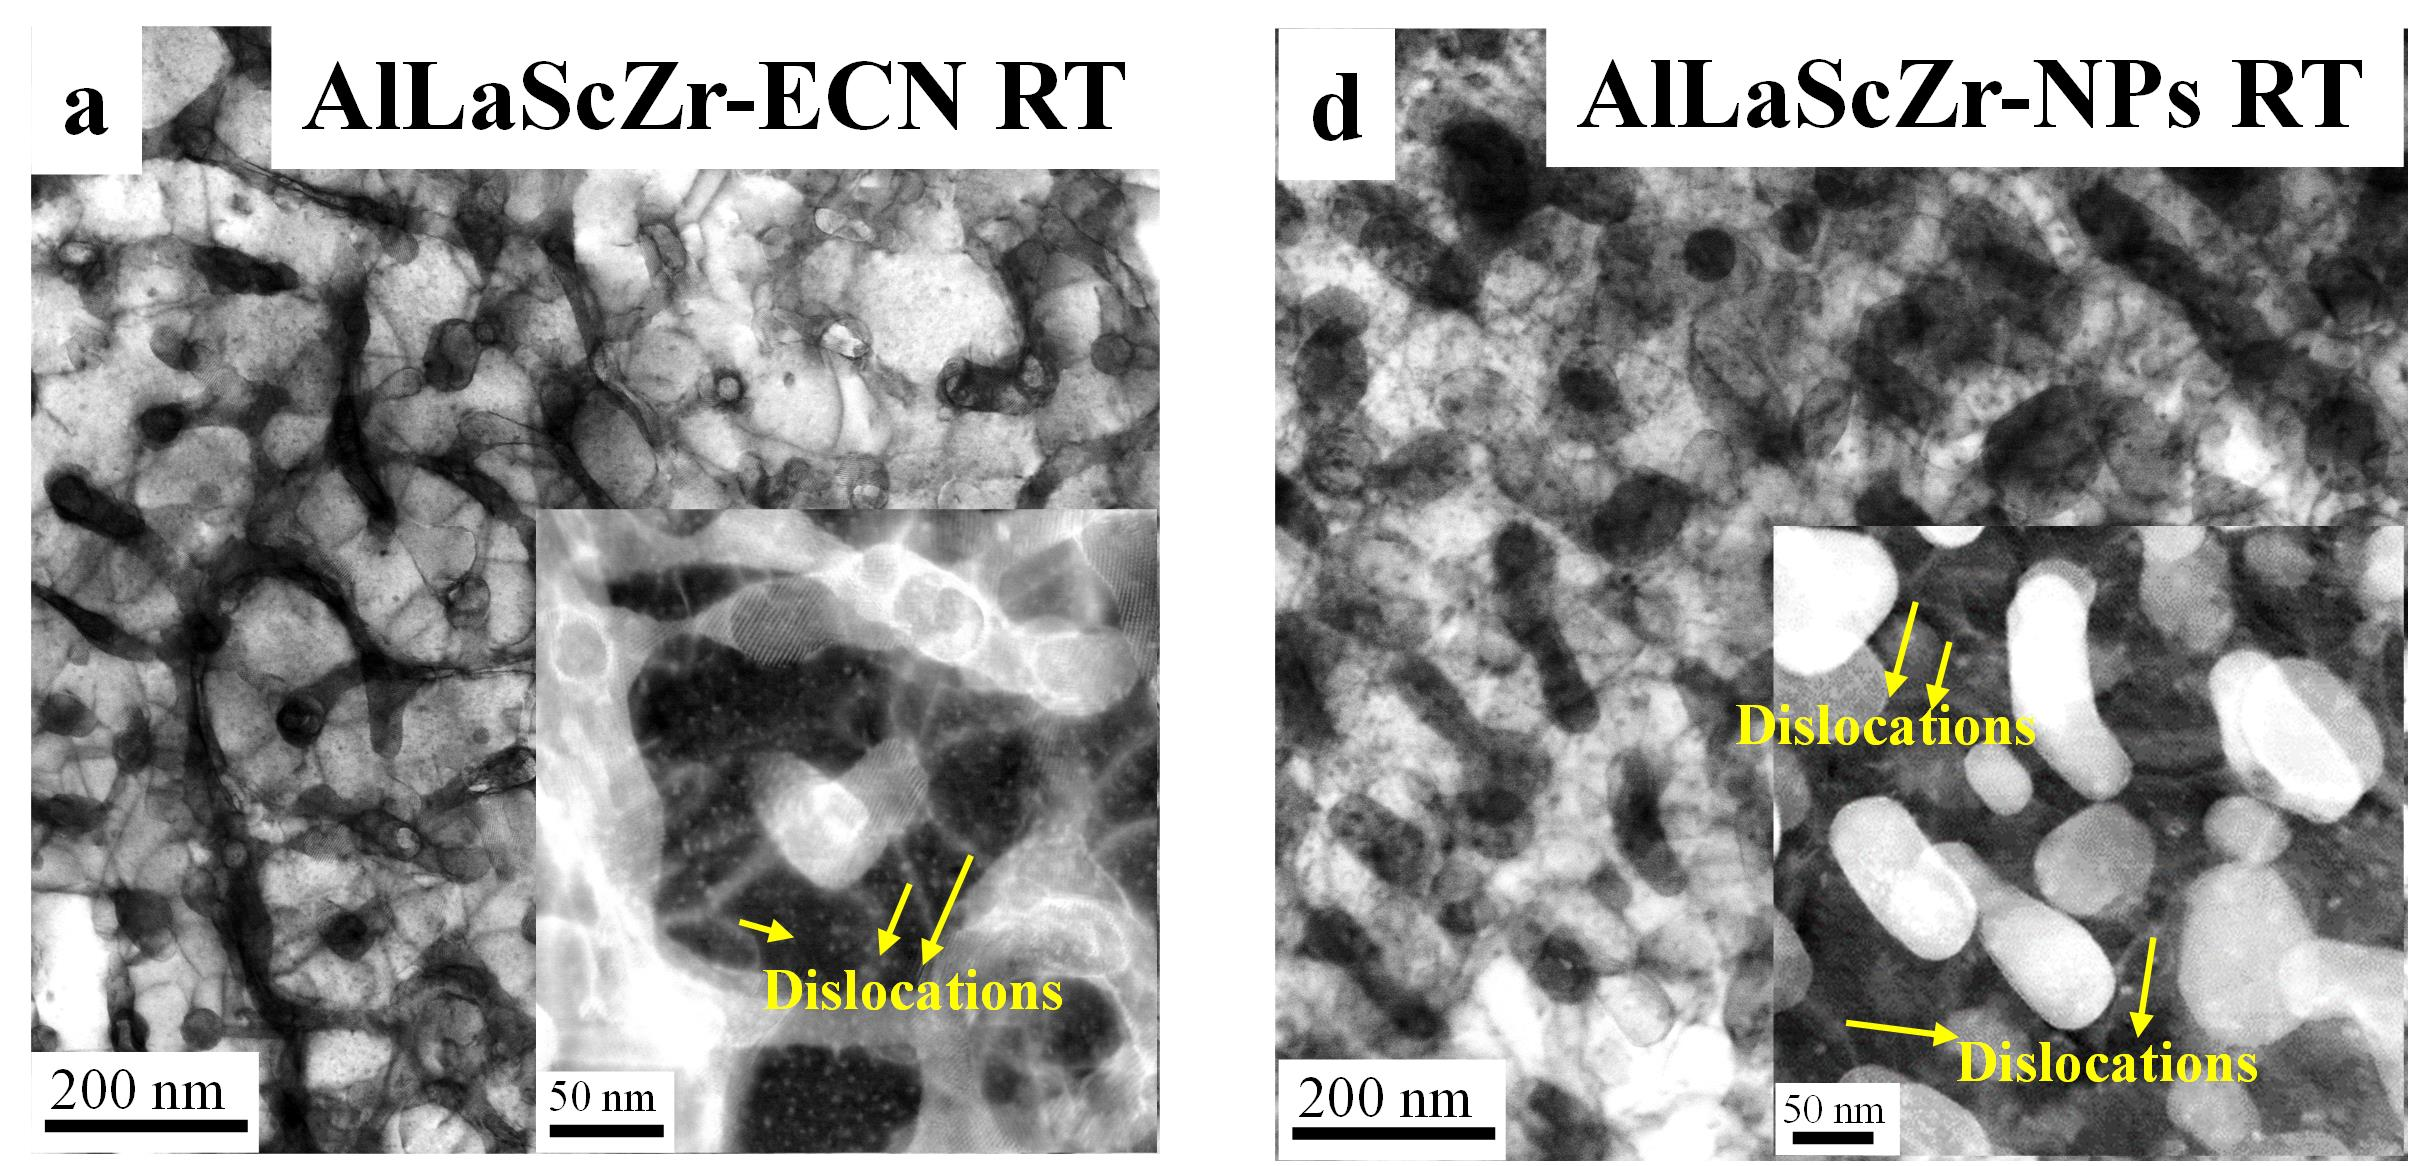 a
AlLaScZr-ECN RT
Dislocations
200 nm
50 nm
d
AlLaScZr-NPs RT
Dislocations
Dislocations
200 nm
50 nm